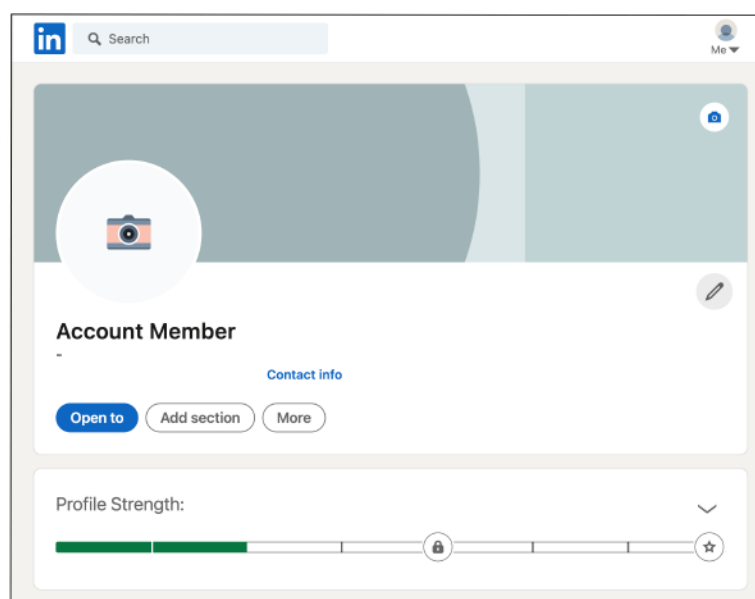 in
Search
Me
Account Member
-
Contact info
Open to
Add section
More
Profile Strength: